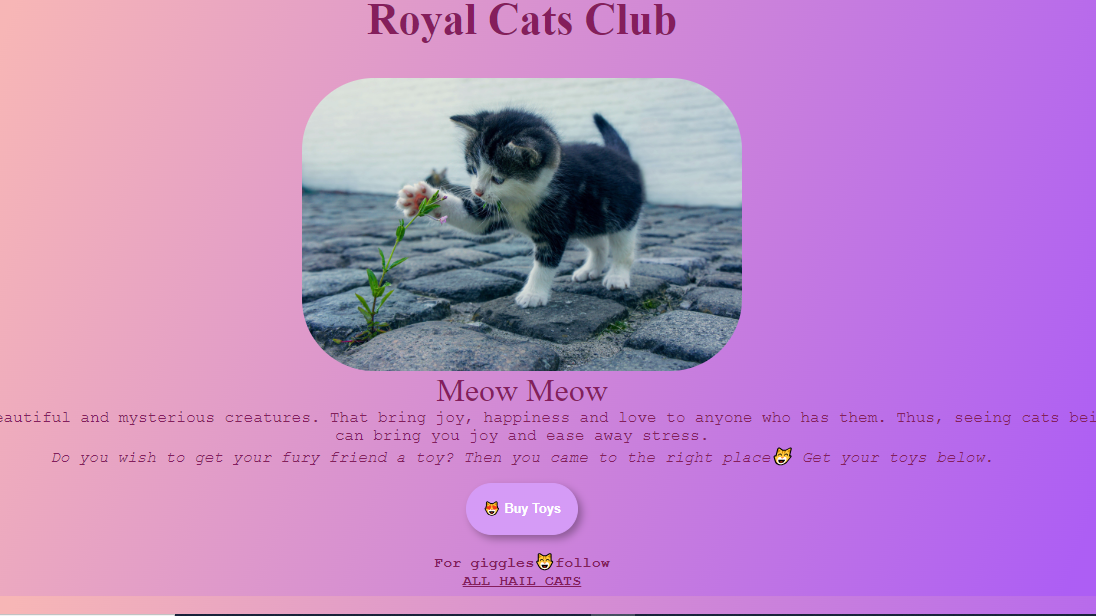 Royal Cats Club
Meow Meow
and mysterious creatures. That bring joy, happiness and love to anyone who has them. Thus, seeing cats
can bring you joy and ease away stress.
Do you wish to get your fury friend a toy? Then you came to the right place😸 Get your toys below.
😻 Buy Toys
For giggles😸follow
ALL HAIL CATS